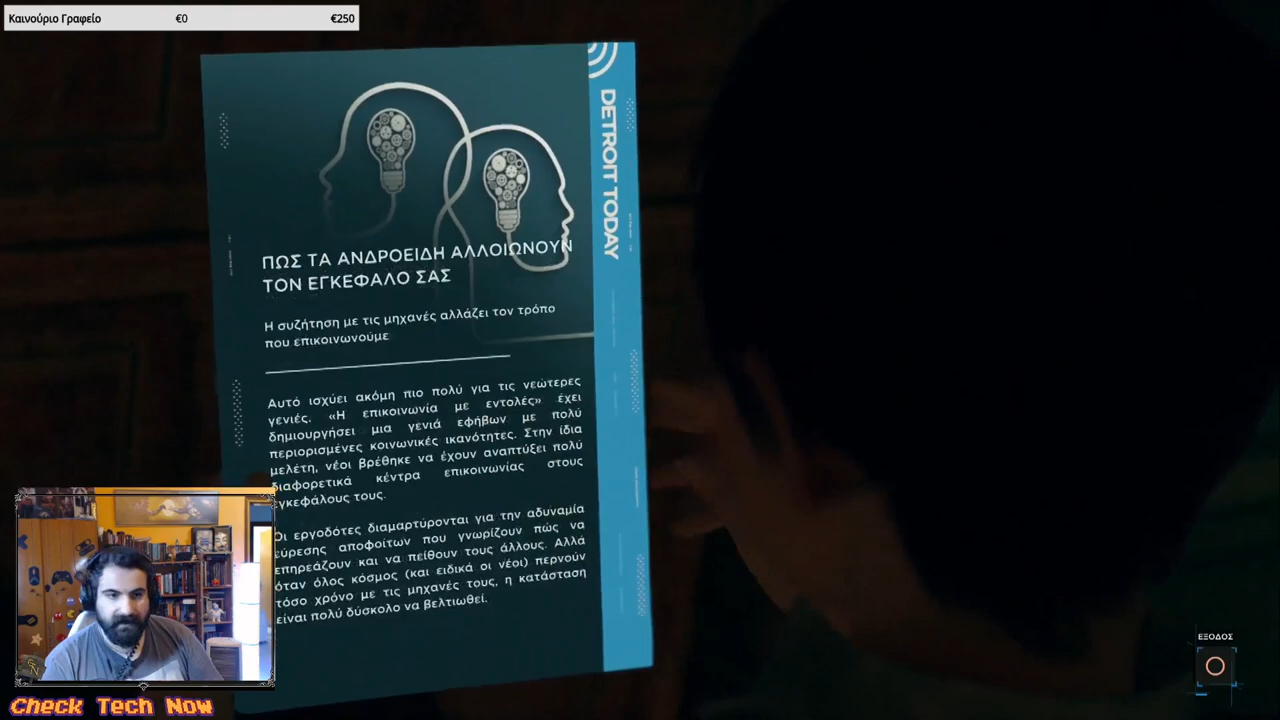 Καινούριο Γραφείο €0 €250
DETROIT TODAY
ΠΩΣ ΤΑ ΑΝΔΡΟΕΙΔΗ ΑΛΛΟΙΩΝΟΥΝ
ΤΟΝ ΕΓΚΕΦΑΛΟ ΣΑΣ
Η συζήτηση με τις μηχανές αλλάζει τον τρόπο
που επικοινωνούμε
Αυτό ισχύει ακόμη πιο πολύ για τις νεώτερες
γενιές. «Η επικοινωνία με εντολές» έχει
δημιουργήσει μια γενιά εφήβων με πολύ
περιορισμένες κοινωνικές ικανότητες. Στην ίδια
μελέτη, νέοι βρέθηκε να έχουν αναπτύξει πολύ
διαφορετικά κέντρα επικοινωνίας στους
εγκεφάλους τους.
Οι εργοδότες διαμαρτύρονται για την αδυναμία
εύρεσης αποφοίτων που γνωρίζουν πώς να
επηρεάζουν και να πείθουν τους άλλους. Αλλά
όταν όλος κόσμος (και ειδικά οι νέοι) περνούν
τόσο χρόνο με τις μηχανές τους, η κατάσταση
είναι πολύ δύσκολο να βελτιωθεί.
ΕΞΟΔΟΣ
Check Tech Now